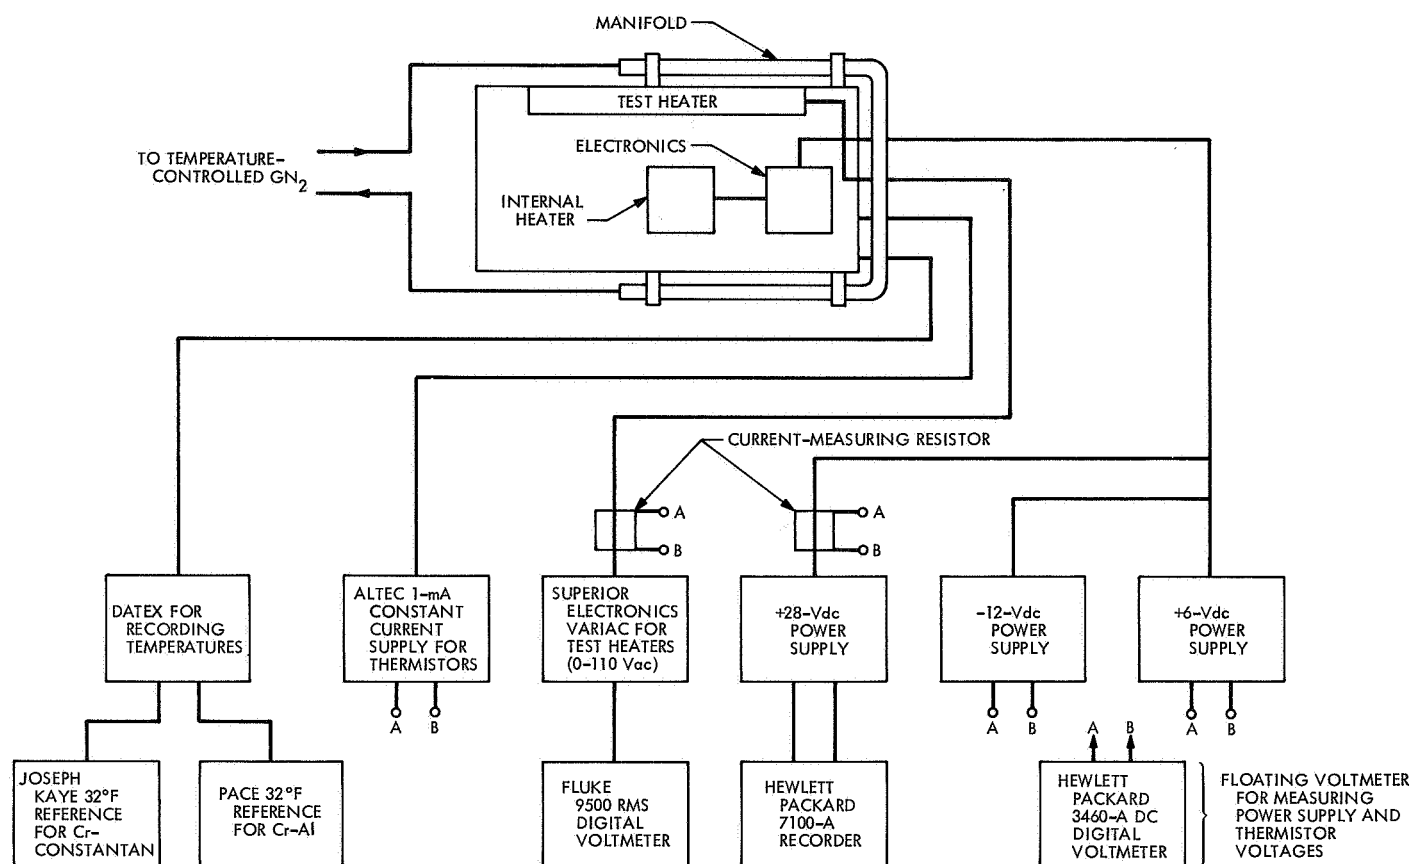 MANIFOLD
TEST HEATER
TO TEMPERATURE-
CONTROLLED GN2
ELECTRONICS
INTERNAL
HEATER
CURRENT-MEASURING RESISTOR
A
B
A
B
DATEX FOR
RECORDING
TEMPERATURES
ALTEC 1-mA
CONSTANT
CURRENT
SUPPLY FOR
THERMISTORS
SUPERIOR
ELECTRONICS
VARIAC FOR
TEST HEATERS
(0-110 Vac)
+28-Vdc
POWER
SUPPLY
-12-Vdc
POWER
SUPPLY
+6-Vdc
POWER
SUPPLY
A
B
A
B
A
B
A
B
JOSEPH
KAYE 32°F
REFERENCE
FOR Cr-
CONSTANTAN
PACE 32°F
REFERENCE
FOR Cr-Al
FLUKE
9500 RMS
DIGITAL
VOLTMETER
HEWLETT
PACKARD
7100-A
RECORDER
HEWLETT
PACKARD
3460-A DC
DIGITAL
VOLTMETER
FLOATING VOLTMETER
FOR MEASURING
POWER SUPPLY AND
THERMISTOR
VOLTAGES